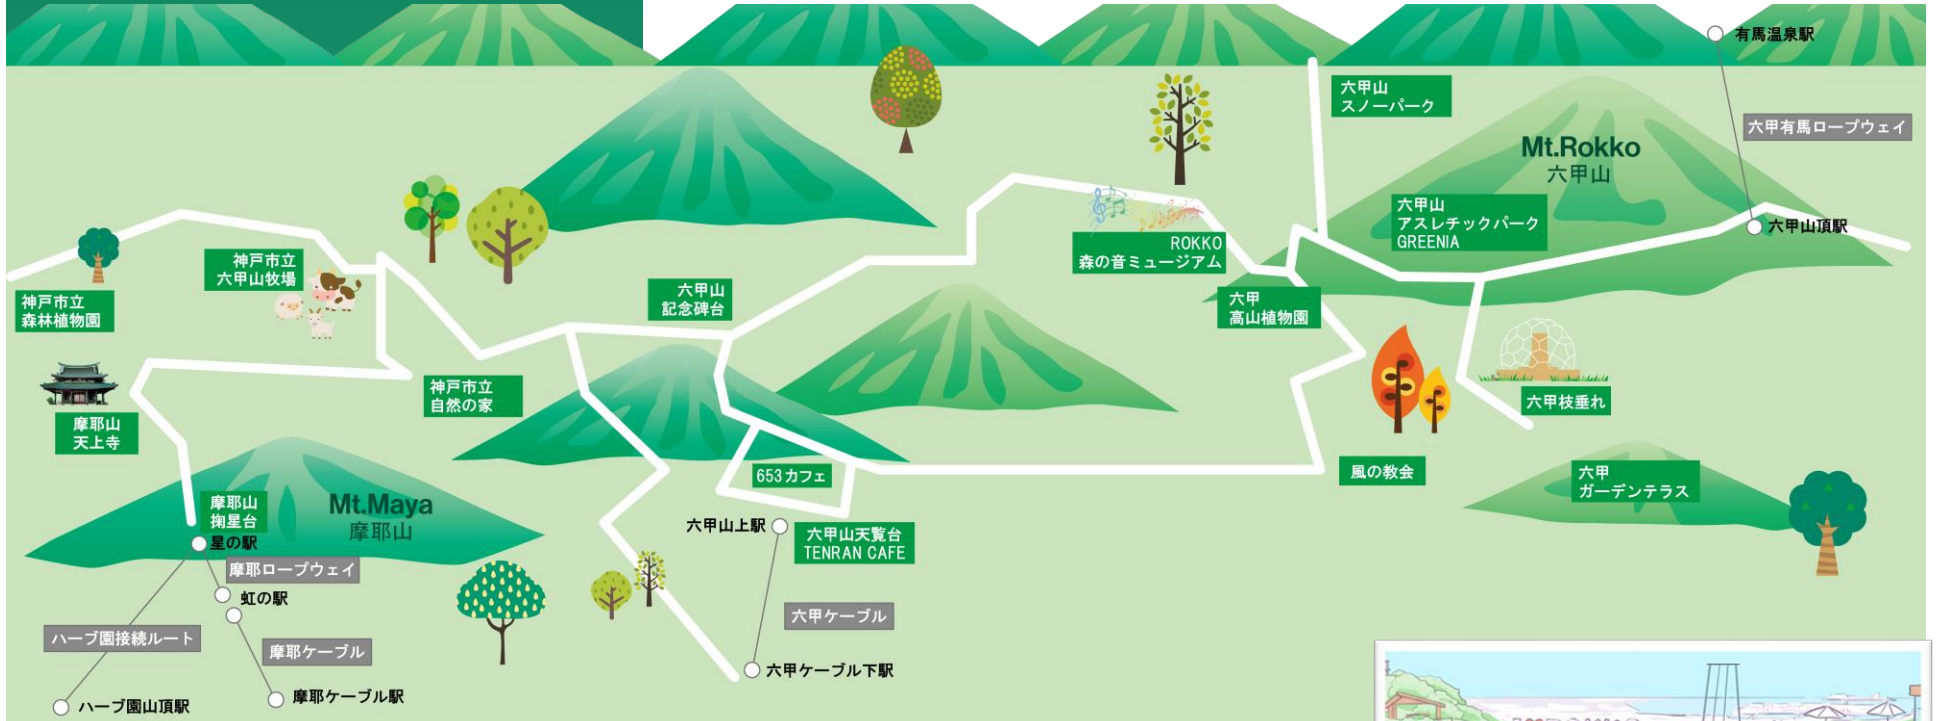 有馬温泉駅
六甲山
スノーパーク
六甲有馬ロープウェイ
Mt.Rokko
六甲山
六甲山
アスレチックパーク
GREENIA
六甲山頂駅
ROKKO
森の音ミュージアム
神戸市立
六甲山牧場
神戸市立
森林植物園
六甲山
記念碑台
六甲
高山植物園
摩耶山
天上寺
神戸市立
自然の家
六甲枝垂れ
653カフェ
風の教会
六甲
ガーデンテラス
摩耶山
掬星台
Mt.Maya
摩耶山
星の駅
六甲山上駅
六甲山天覧台
TENRAN CAFE
摩耶ロープウェイ
虹の駅
六甲ケーブル
ハーブ園接続ルート
摩耶ケーブル
六甲ケーブル下駅
摩耶ケーブル駅
ハーブ園山頂駅